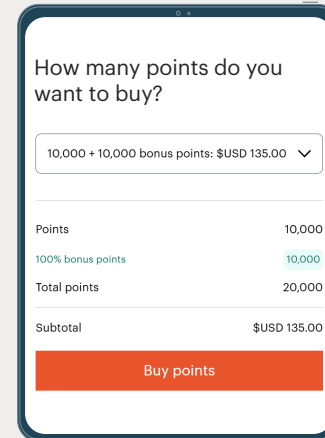 How many points do you
want to buy?
10,000 + 10,000 bonus points: $USD 135.00
Points 10,000
100% bonus points 10,000
Total points 20,000
Subtotal $USD 135.00
Buy points